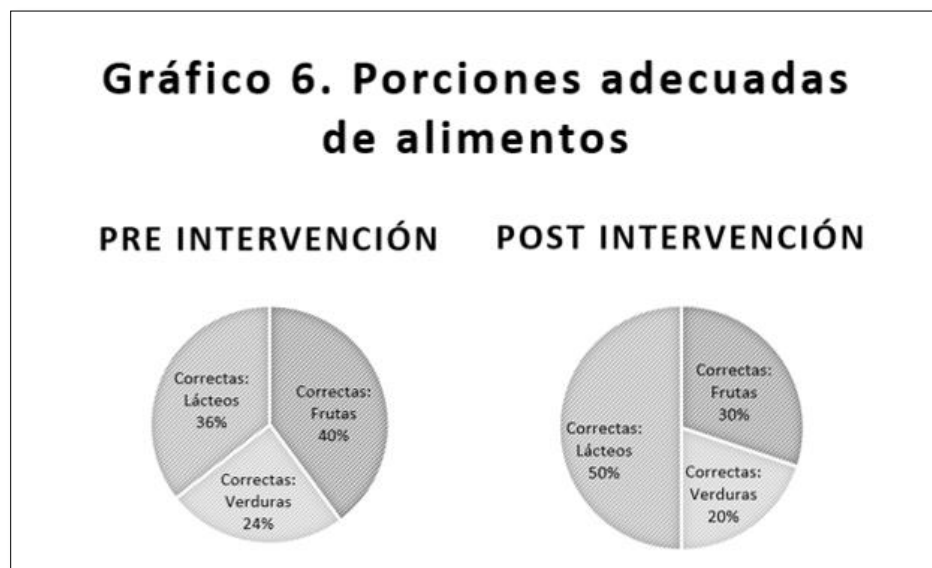 Gráfico 6. Porciones adecuadas
de alimentos
PRE INTERVENCIÓN
POST INTERVENCIÓN
Correctas:
Lácteos
36%
Correctas:
Frutas
40%
Correctas:
Verduras
24%
Correctas:
Lácteos
50%
Correctas:
Frutas
30%
Correctas:
Verduras
20%